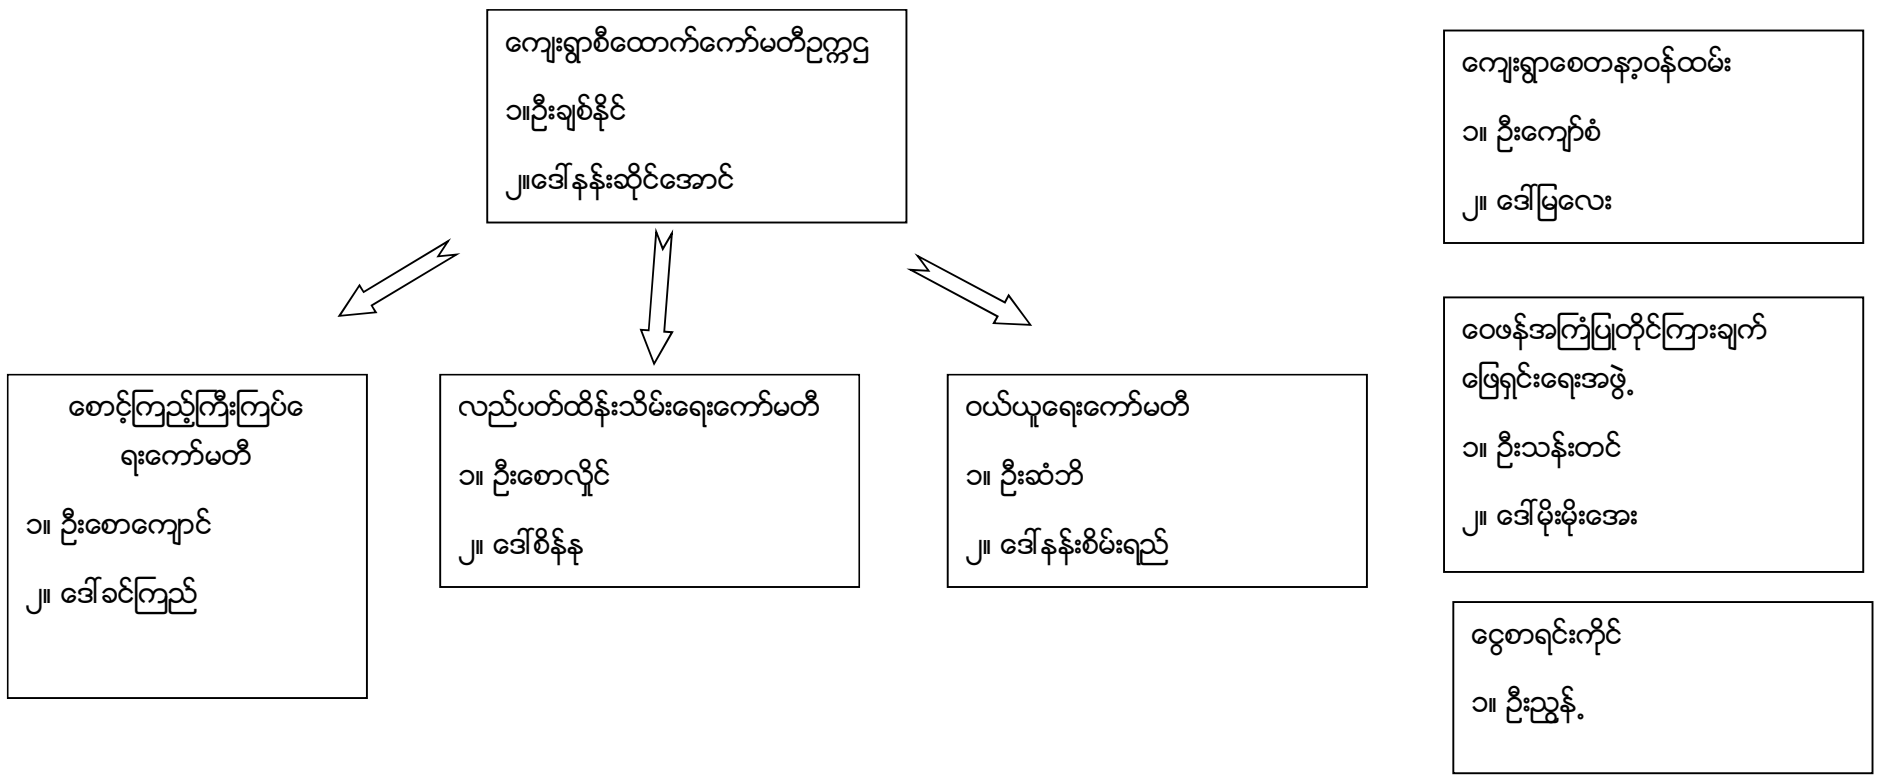 ကျေးရွာစီထောက်ကော်မတီဥက္ကဌ
၁။ဦးချစ်နိုင်
၂။ဒေါ်နန်းဆိုင်အောင်
ကျေးရွာစေတနာ့ဝန်ထမ်း
၁။ ဦးကျော်စံ
၂။ ဒေါ်မြလေး
စောင့်ကြည့်ကြီးကြပ်ေ
ရးကော်မတီ
၁။ ဦးစောကျောင်
၂။ ဒေါ်ခင်ကြည်
လည်ပတ်ထိန်းသိမ်းရေးကော်မတီ
၁။ ဦးစောလှိုင်
၂။ ဒေါ်စိန်နု
ဝယ်ယူရေးကော်မတီ
၁။ ဦးဆံဘိ
၂။ ဒေါ်နန်းစိမ်းရည်
ဝေဖန်အကြံပြုတိုင်ကြားချက်
ဖြေရှင်းရေးအဖွဲ့
၁။ ဦးသန်းတင်
၂။ ဒေါ်မိုးမိုးအေး
ငွေစာရင်းကိုင်
၁။ ဦးညွန့်